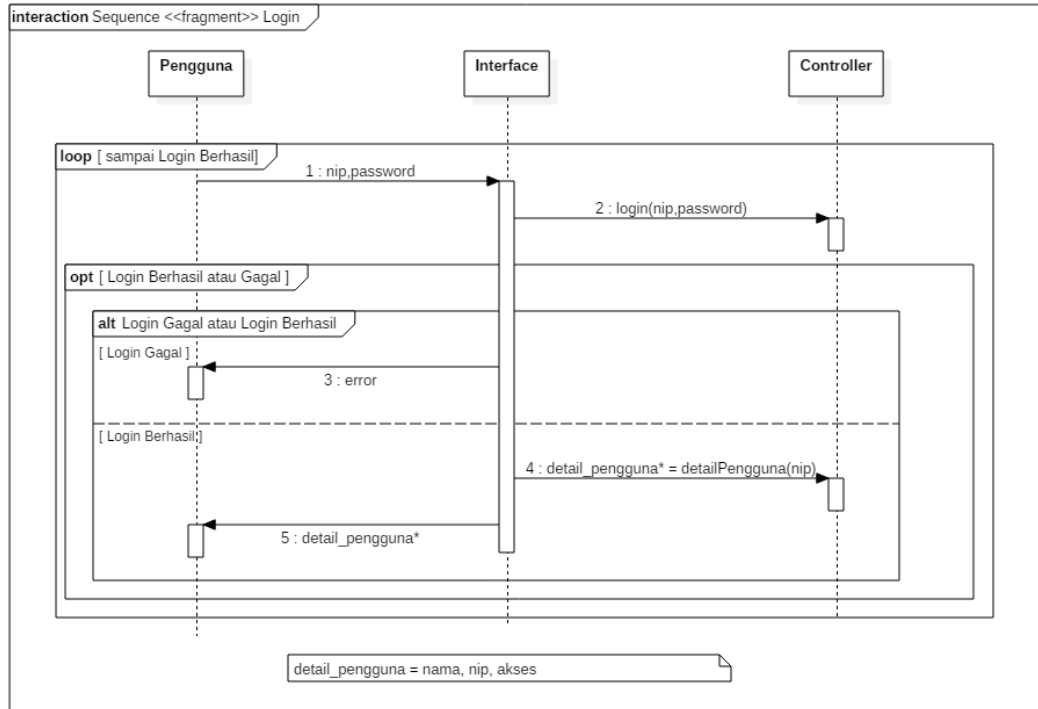 interaction Sequence <<fragment>> Login
Pengguna
Interface
Controller
loop [ sampai Login Berhasil]
1 : nip,password
2 : login(nip,password)
opt [ Login Berhasil atau Gagal ]
alt Login Gagal atau Login Berhasil
[ Login Gagal ]
3 : error
[ Login Berhasil ]
4 : detail_pengguna* = detailPengguna(nip)
5 : detail_pengguna*
detail_pengguna = nama, nip, akses